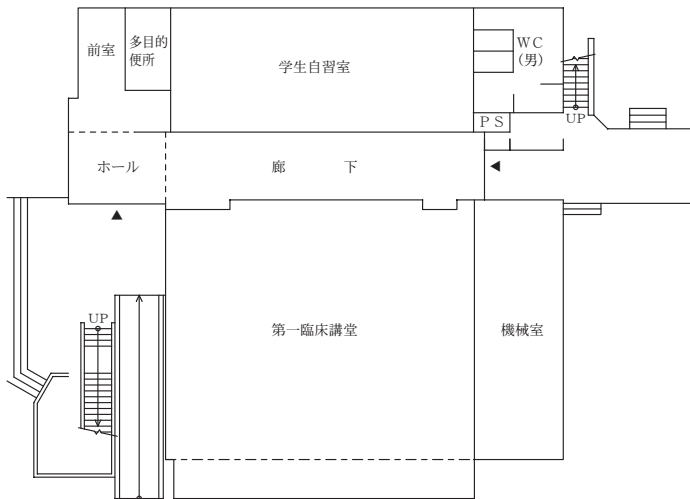 前室
多目的
便所
学生自習室
ＷＣ
(男)
UP
ＰＳ
ホール
廊　下
UP
第一臨床講堂
機械室